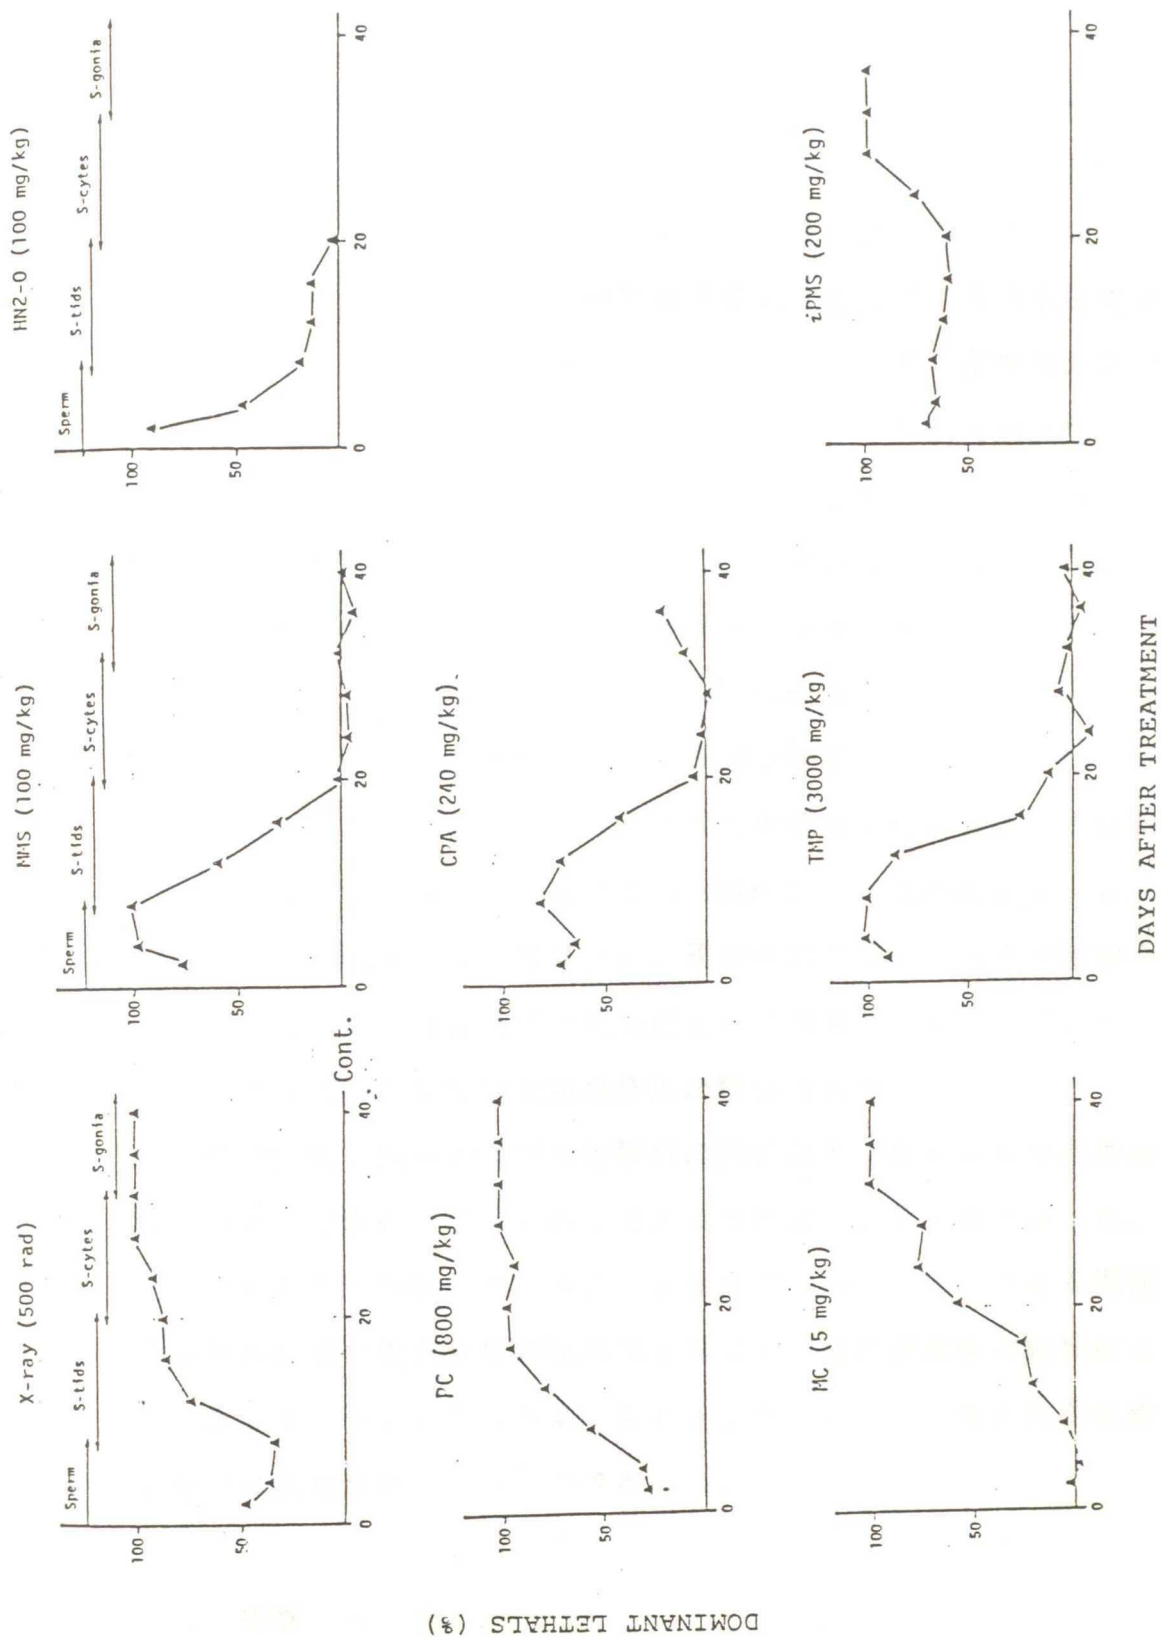 X-ray (500 rad)
Sperm
S-tids
S-cytes
S-gonia
100
50
0
20
40
Cont.
MMS (100 mg/kg)
Sperm
S-tids
S-cytes
S-gonia
100
50
0
20
40
HN2-O (100 mg/kg)
Sperm
S-tids
S-cytes
S-gonia
100
50
0
20
40
PC (800 mg/kg)
100
50
0
20
40
CPA (240 mg/kg)
100
50
0
20
40
MC (5 mg/kg)
100
50
0
20
40
TMP (3000 mg/kg)
100
50
0
20
40
iPMS (200 mg/kg)
100
50
0
20
40
DOMINANT LETHALS (%)
DAYS AFTER TREATMENT